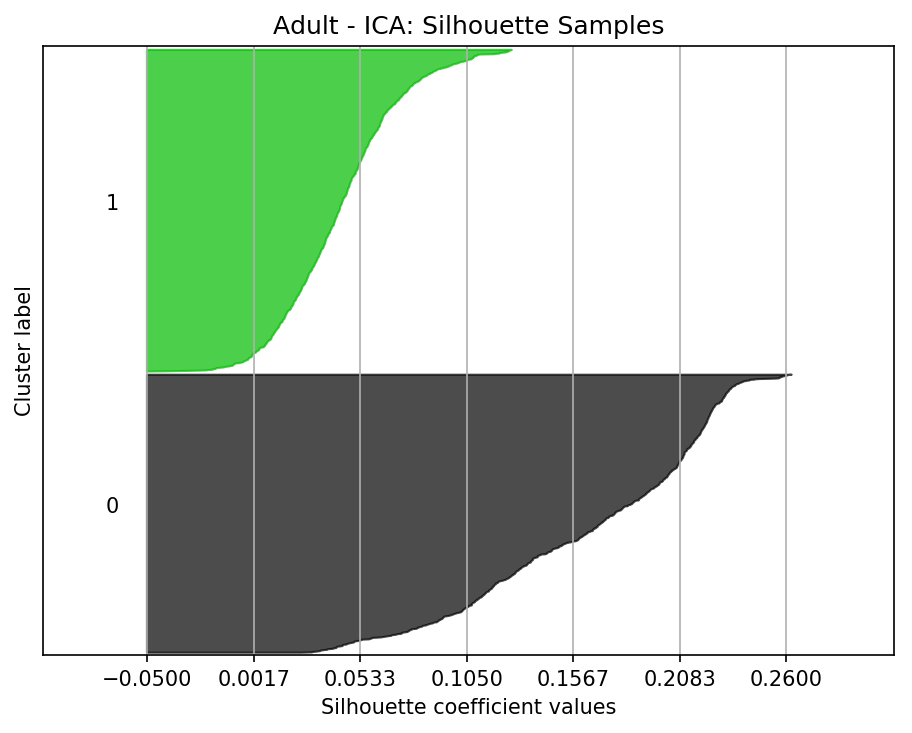 Adult - ICA: Silhouette Samples
Cluster label
1
0
−0.0500 0.0017 0.0533 0.1050 0.1567 0.2083 0.2600
Silhouette coefficient values